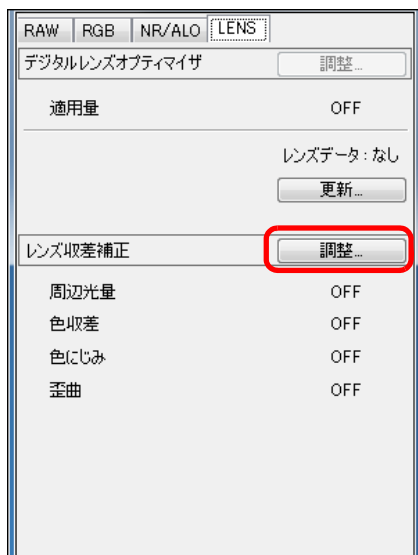 RAW RGB NR/ALO LENS
デジタルレンズオプティマイザ 調整...
適用量 OFF
レンズデータ：なし
更新...
レンズ収差補正 調整...
周辺光量 OFF
色収差 OFF
色にじみ OFF
歪曲 OFF